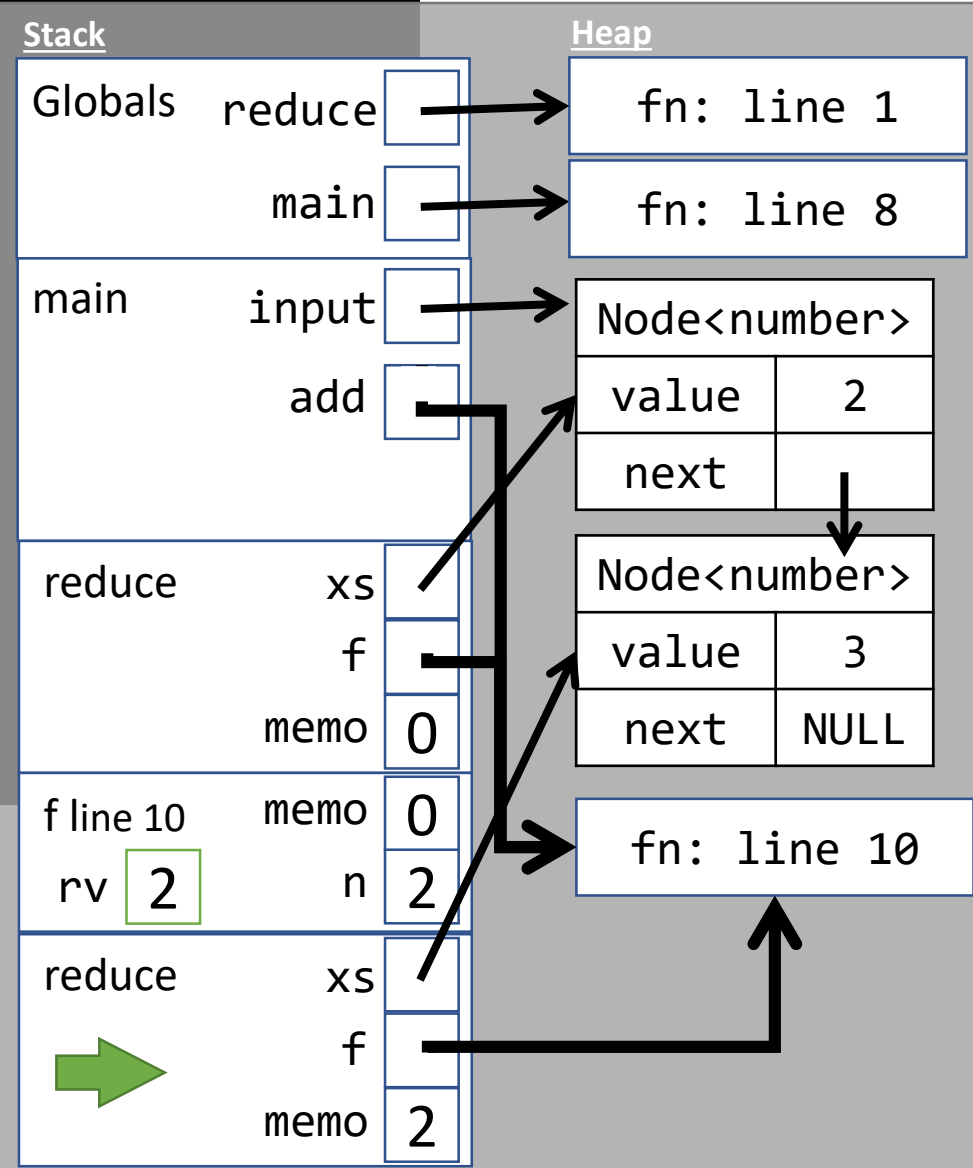 Stack
Heap
Globals
reduce
fn: line 1
main
fn: line 8
main
input
add
Node<number>
value 2
next
Node<number>
value 3
next NULL
reduce
xs
f
memo 0
f line 10
memo 0
rv 2
n 2
fn: line 10
reduce
xs
f
memo 2